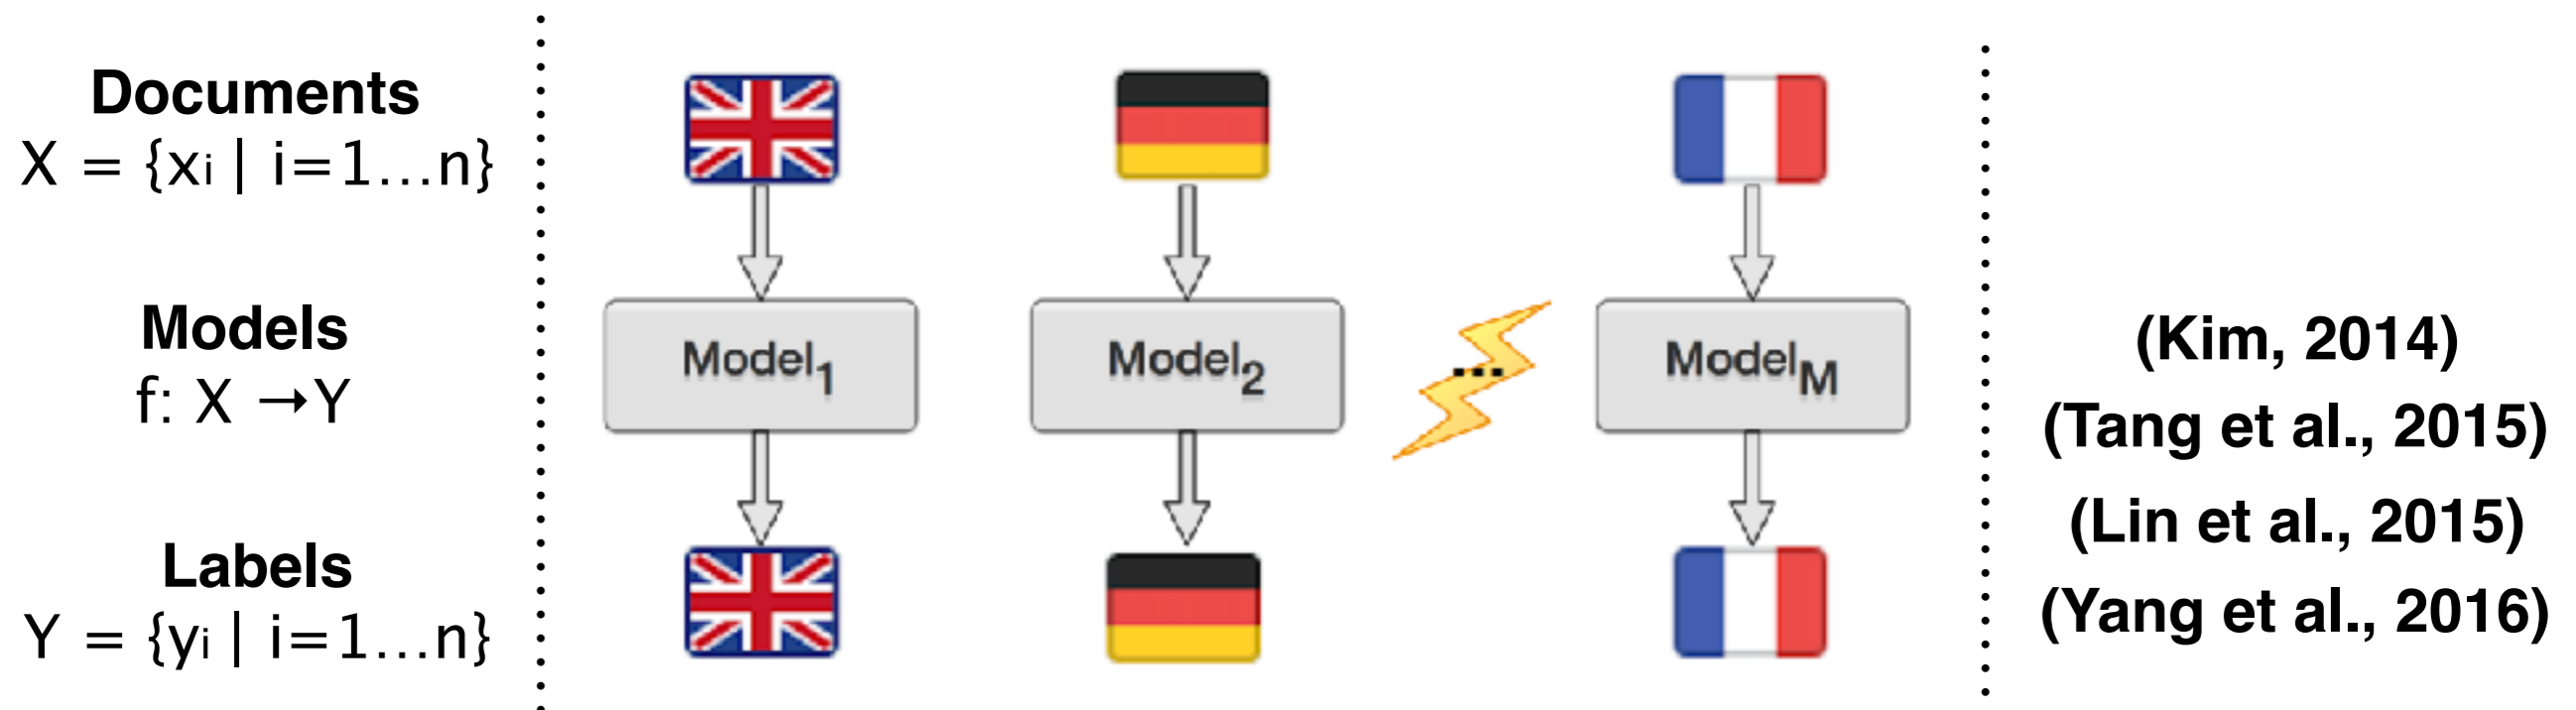 Documents
X = {xi | i=1...n}
Models
f: X →Y
Labels
Y = {yi | i=1...n}
Model1
Model2
...
ModelM
(Kim, 2014)
(Tang et al., 2015)
(Lin et al., 2015)
(Yang et al., 2016)